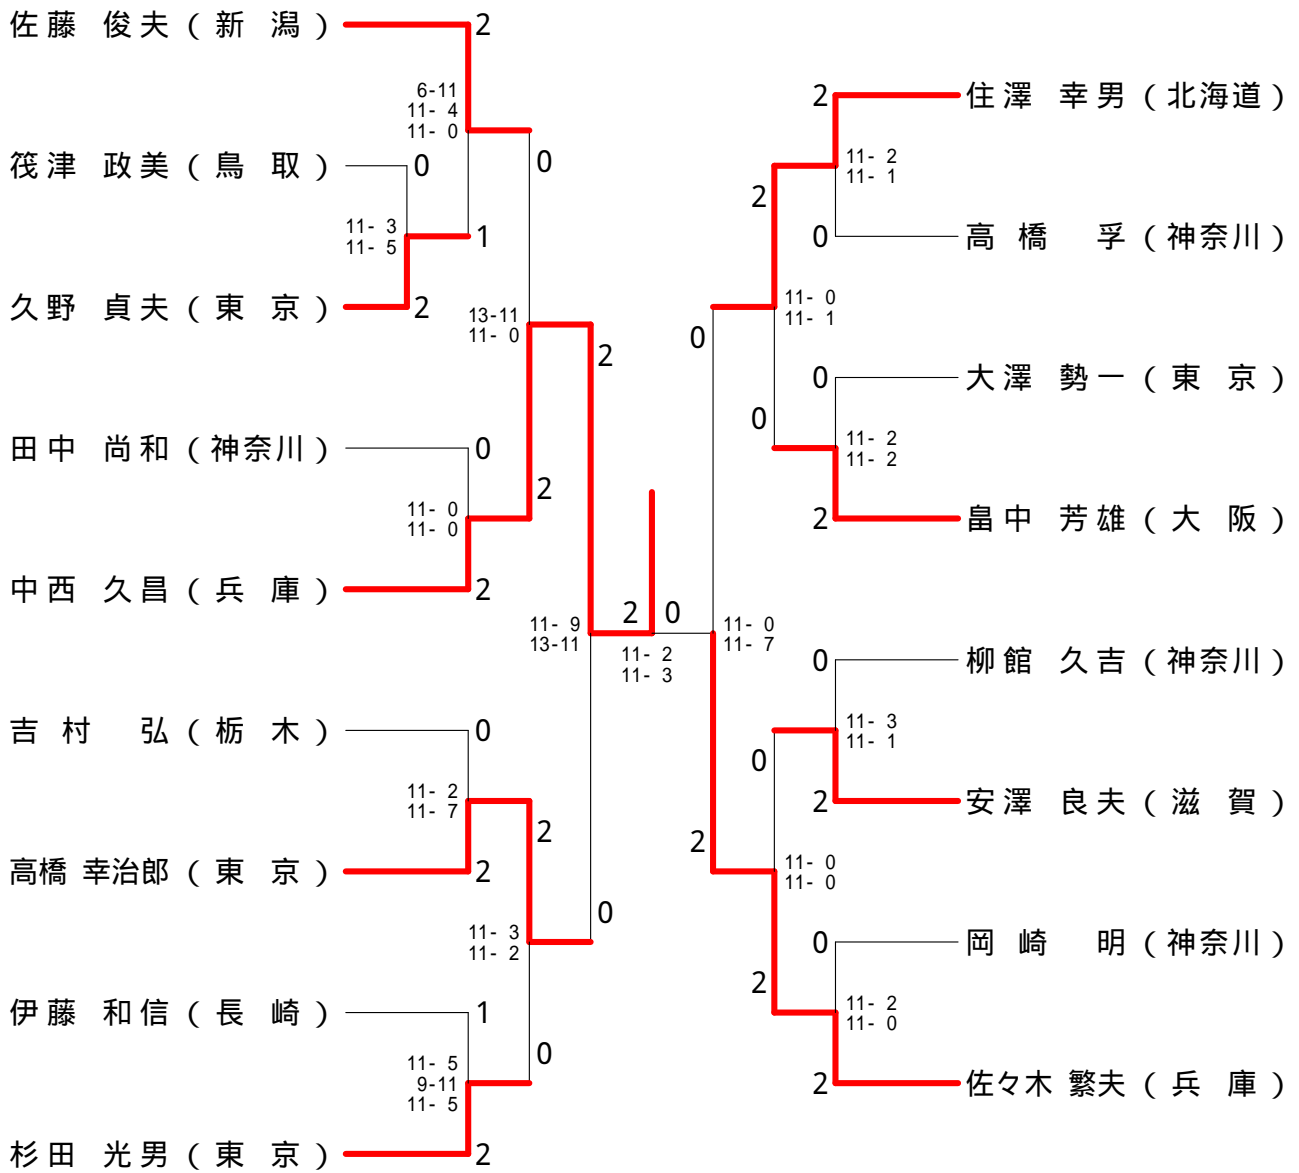 佐藤 俊夫 ( 新 潟 ) 2
6-11
11- 4
11- 0
筏津 政美 ( 鳥 取 ) 0
0
11- 3
11- 5
1
久野 貞夫 ( 東 京 ) 2
13-11
11- 0
2
田中 尚和 ( 神奈川 ) 0
2
11- 0
11- 0
中西 久昌 ( 兵 庫 ) 2
11- 9
13-11
2 0
11- 2
11- 3
吉村 弘 ( 栃 木 ) 0
11- 2
11- 7
2
高橋 幸治郎 ( 東 京 ) 2
0
11- 3
11- 2
伊藤 和信 ( 長 崎 ) 1
0
11- 5
9-11
11- 5
杉田 光男 ( 東 京 ) 2
2 住澤 幸男 ( 北海道 )
11- 2
11- 1
2
0 高橋 孚 ( 神奈川 )
11- 0
11- 1
0
0 大澤 勢一 ( 東 京 )
0
11- 2
11- 2
2 畠中 芳雄 ( 大 阪 )
11- 0
11- 7
0 柳館 久吉 ( 神奈川 )
11- 3
11- 1
0
2 安澤 良夫 ( 滋 賀 )
2
11- 0
11- 0
0 岡崎 明 ( 神奈川 )
2
11- 2
11- 0
2 佐々木 繁夫 ( 兵 庫 )